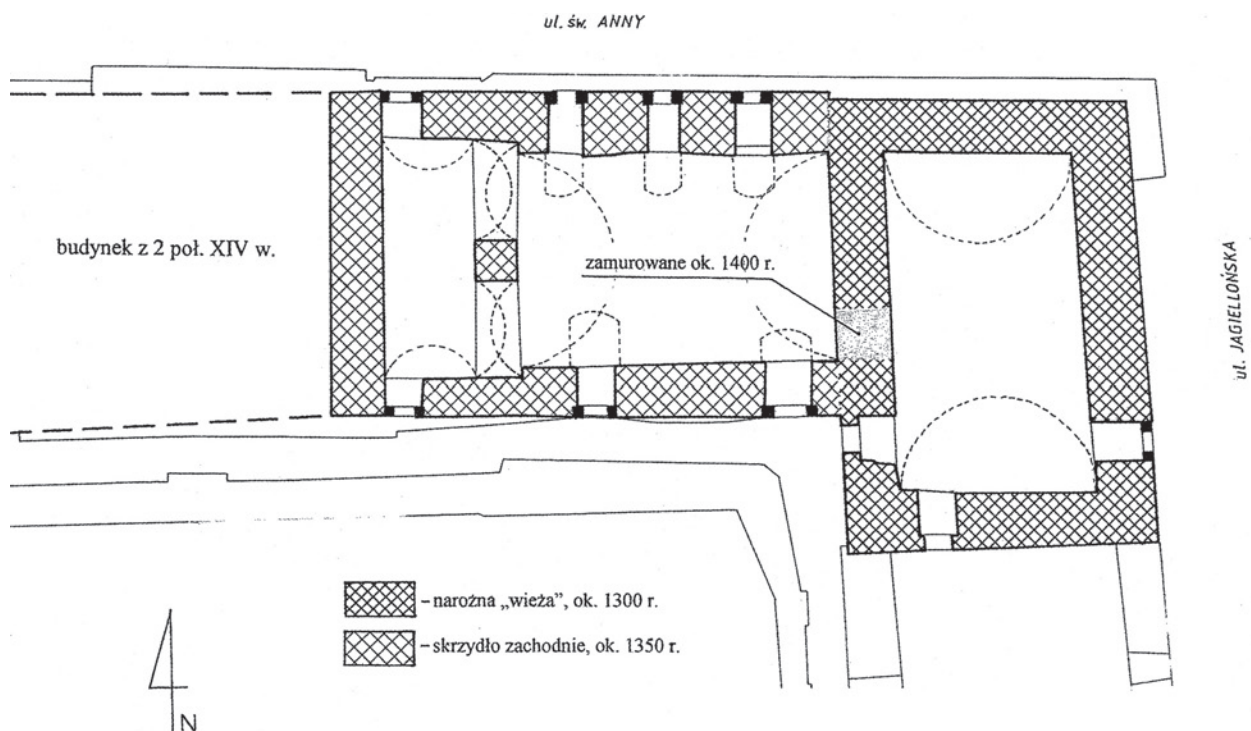 ul. św. ANNY
budynek z 2 poł. XIV w.
zamurowane ok. 1400 r.
ul. JAGIELLOŃSKA
– narożna „wieża”, ok. 1300 r.
– skrzydło zachodnie, ok. 1350 r.
N